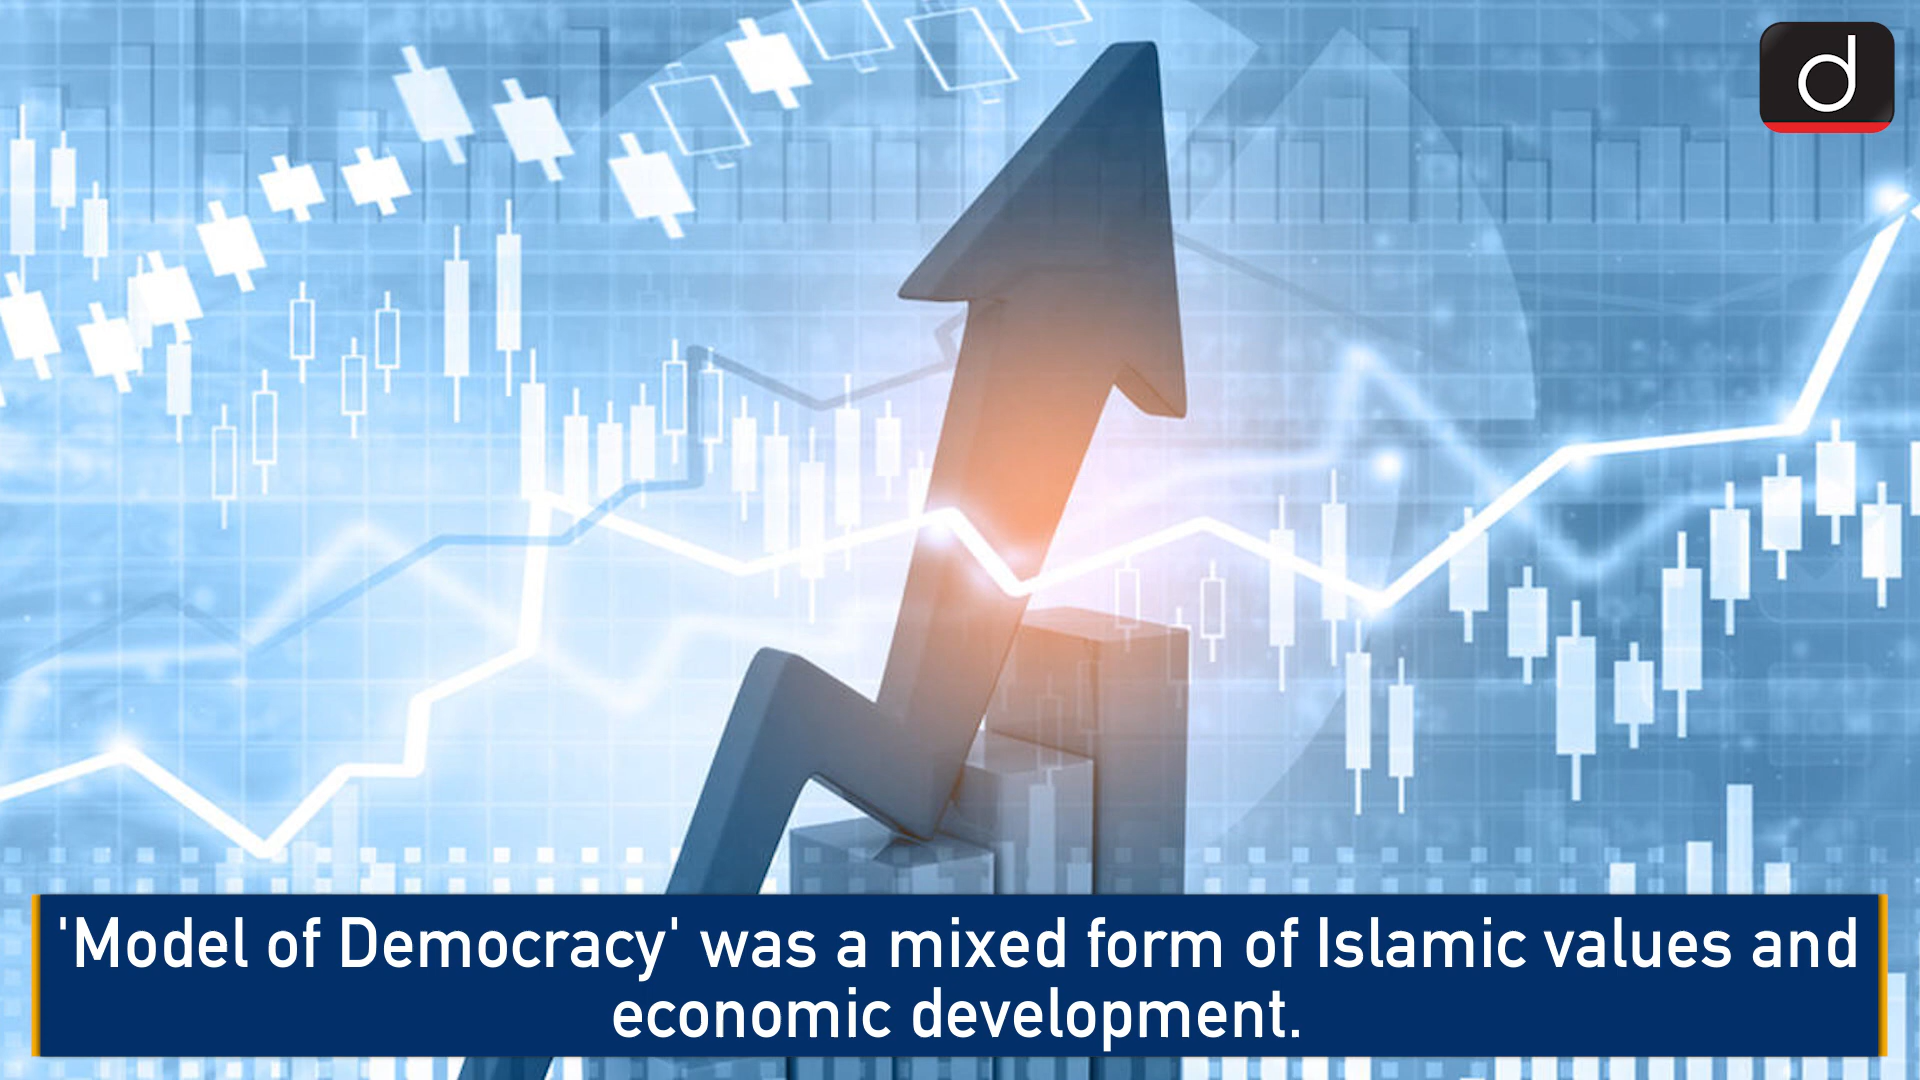 d
'Model of Democracy' was a mixed form of Islamic values and
economic development.